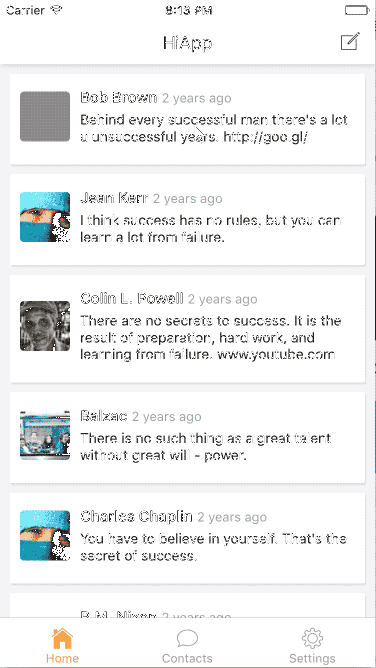 Carrier 8:13 PM
HiApp
Bob Brown 2 years ago
Behind every successful man there's a lot
a unsuccessful years. http://goo.gl/
Jean Kerr 2 years ago
I think success has no rules, but you can
learn a lot from failure.
Colin L. Powell 2 years ago
There are no secrets to success. It is the
result of preparation, hard work, and
learning from failure. www.youtube.com
Balzac 2 years ago
There is no such thing as a great talent
without great will - power.
Charles Chaplin 2 years ago
You have to believe in yourself. That's the
secret of success.
R.M. Nixon 2 years ago
Home Contacts Settings